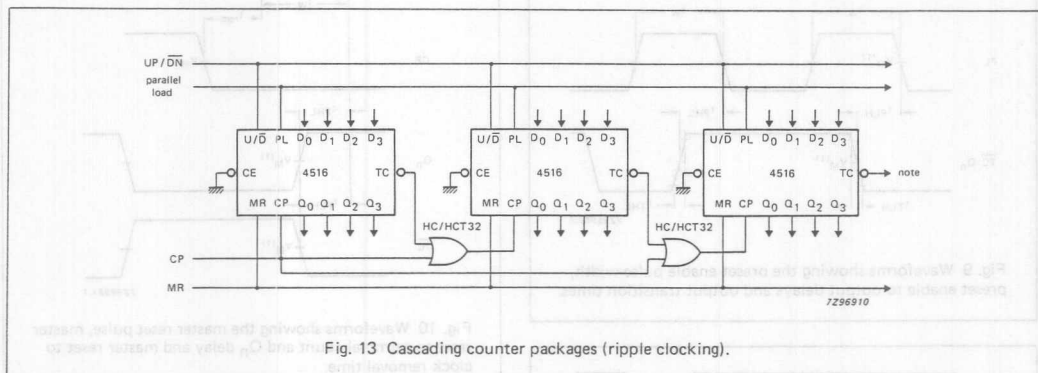 UP / DN
parallel
load
U/D PL D0 D1 D2 D3
CE 4516 TC
MR CP Q0 Q1 Q2 Q3
U/D PL D0 D1 D2 D3
CE 4516 TC
MR CP Q0 Q1 Q2 Q3
U/D PL D0 D1 D2 D3
CE 4516 TC note
MR CP Q0 Q1 Q2 Q3
HC/HCT32
HC/HCT32
CP
MR
7Z96910
Fig. 13 Cascading counter packages (ripple clocking).